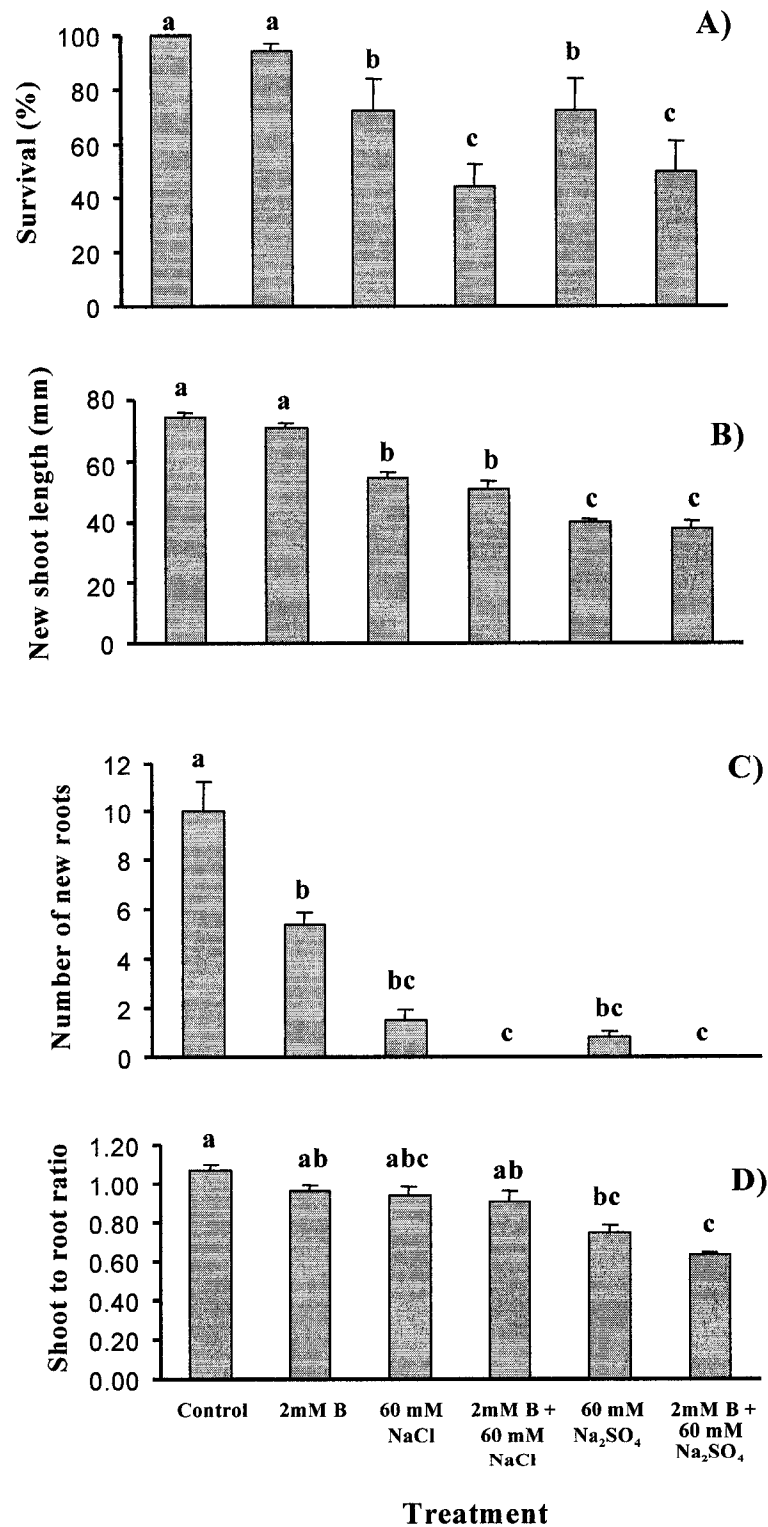 A)
a a b c b c
100
80
60
40
20
0
Survival (%)
B)
a a b b c c
80
60
40
20
0
New shoot length (mm)
C)
a b bc c bc c
12
10
8
6
4
2
0
Number of new roots
D)
a ab abc ab bc c
1.20
1.00
0.80
0.60
0.40
0.20
0.00
Shoot to root ratio
Control
2mM B
60 mM
NaCl
2mM B +
60 mM
NaCl
60 mM
Na₂SO₄
2mM B +
60 mM
Na₂SO₄
Treatment